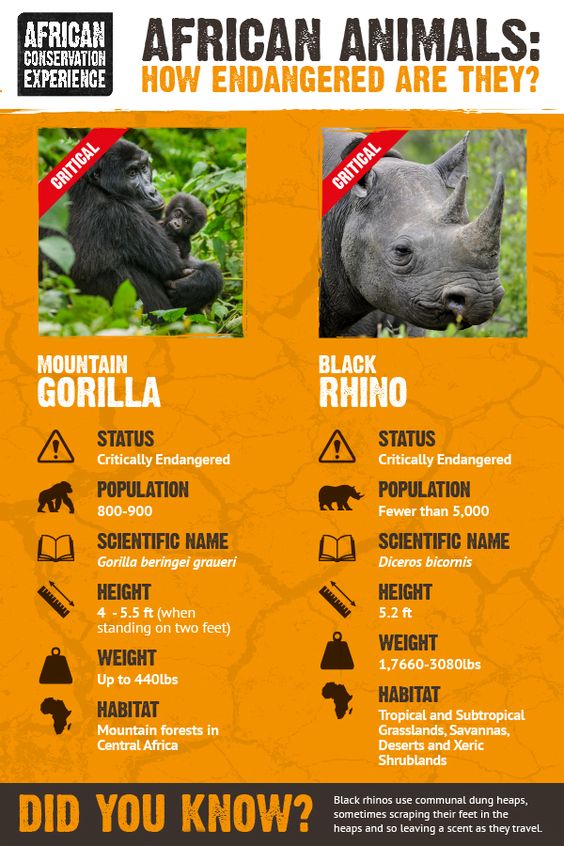 AFRICAN
CONSERVATION
EXPERIENCE
AFRICAN ANIMALS:
HOW ENDANGERED ARE THEY?
CRITICAL
CRITICAL
MOUNTAIN
GORILLA
STATUS
Critically Endangered
POPULATION
800-900
SCIENTIFIC NAME
Gorilla beringei graueri
HEIGHT
4 - 5.5 ft (when
standing on two feet)
WEIGHT
Up to 440lbs
HABITAT
Mountain forests in
Central Africa
BLACK
RHINO
STATUS
Critically Endangered
POPULATION
Fewer than 5,000
SCIENTIFIC NAME
Diceros bicornis
HEIGHT
5.2 ft
WEIGHT
1,7660-3080lbs
HABITAT
Tropical and Subtropical
Grasslands, Savannas,
Deserts and Xeric
Shrublands
DID YOU KNOW?
Black rhinos use communal dung heaps,
sometimes scraping their feet in the
heaps and so leaving a scent as they travel.